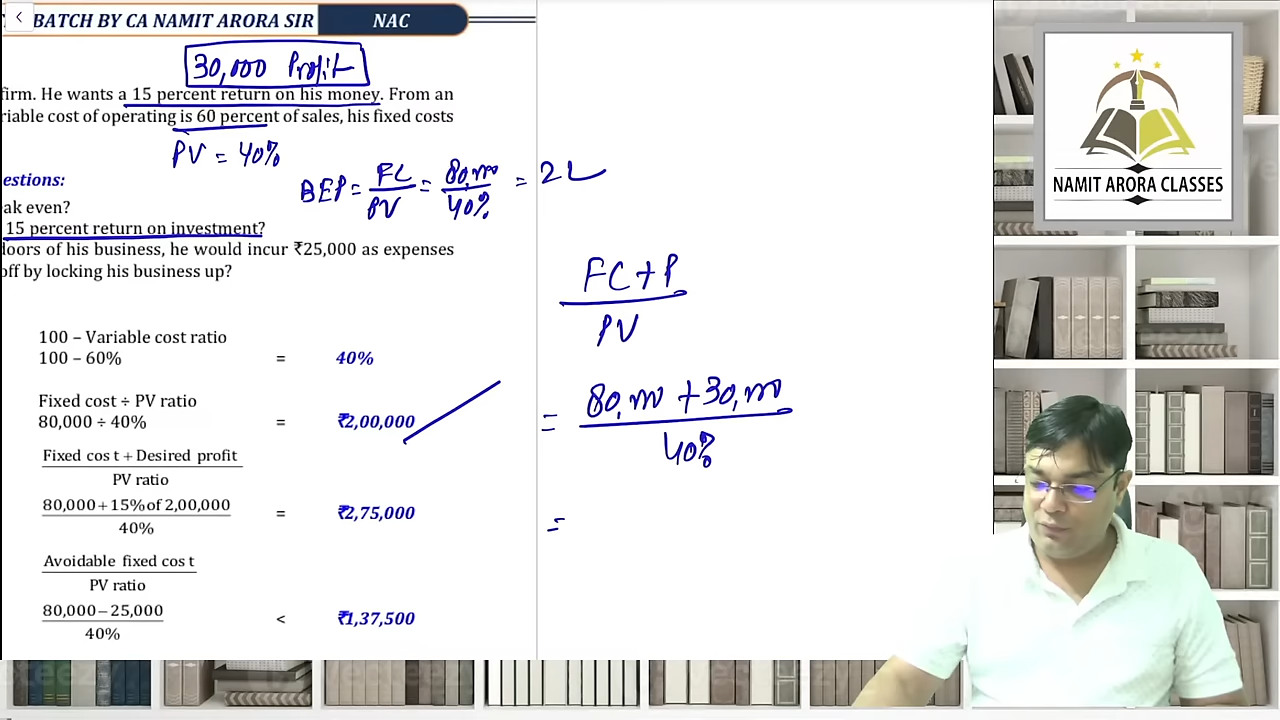 BATCH BY CA NAMIT ARORA SIR NAC
30,000 Profit
firm. He wants a 15 percent return on his money. From an
riable cost of operating is 60 percent of sales, his fixed costs
PV = 40%
BEP = FC / PV = 80,000 / 40% = 2 L
estions:
ak even?
15 percent return on investment?
doors of his business, he would incur ₹25,000 as expenses
off by locking his business up?
100 – Variable cost ratio
100 – 60% = 40%
Fixed cost ÷ PV ratio
80,000 ÷ 40% = ₹2,00,000
Fixed cos t + Desired profit
PV ratio
80,000 + 15% of 2,00,000
40%
= ₹2,75,000
Avoidable fixed cos t
PV ratio
80,000 – 25,000
40%
< ₹1,37,500
FC + P
PV
= 80,000 + 30,000
40%
=
NAMIT ARORA CLASSES